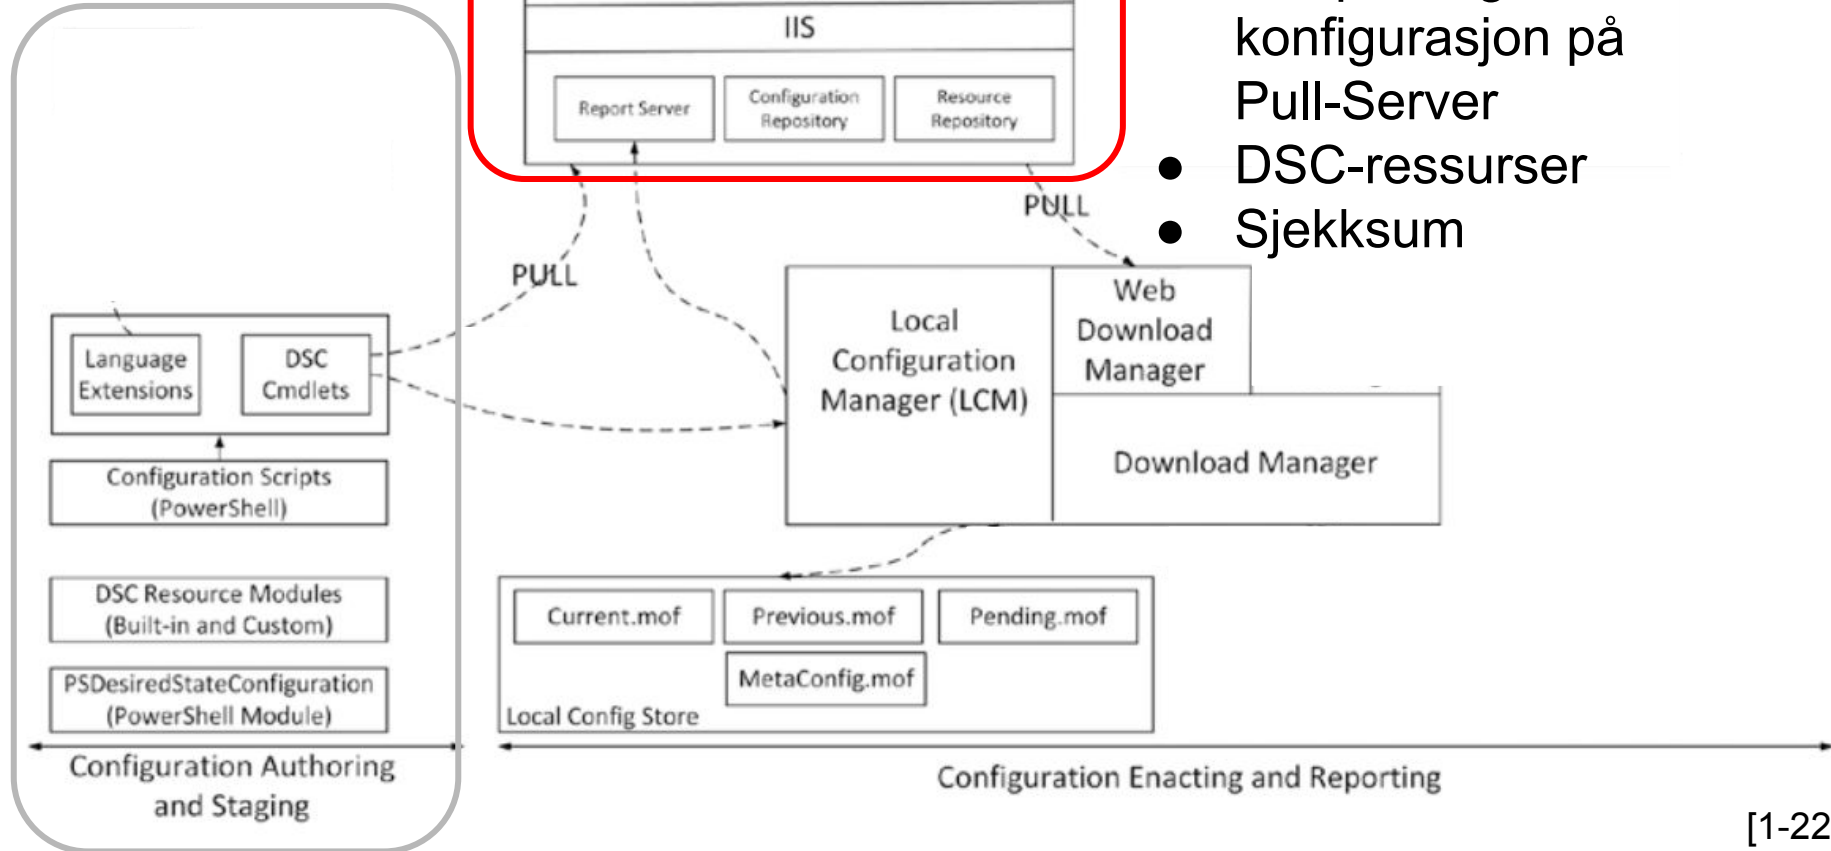 IIS
Report Server
Configuration
Repository
Resource
Repository
konfigurasjon på
Pull-Server
● DSC-ressurser
● Sjekksum
PULL
PULL
Language
Extensions
DSC
Cmdlets
Configuration Scripts
(PowerShell)
DSC Resource Modules
(Built-in and Custom)
PSDesiredStateConfiguration
(PowerShell Module)
Configuration Authoring
and Staging
Local
Configuration
Manager (LCM)
Web
Download
Manager
Download Manager
Current.mof
Previous.mof
Pending.mof
MetaConfig.mof
Local Config Store
Configuration Enacting and Reporting
[1-22